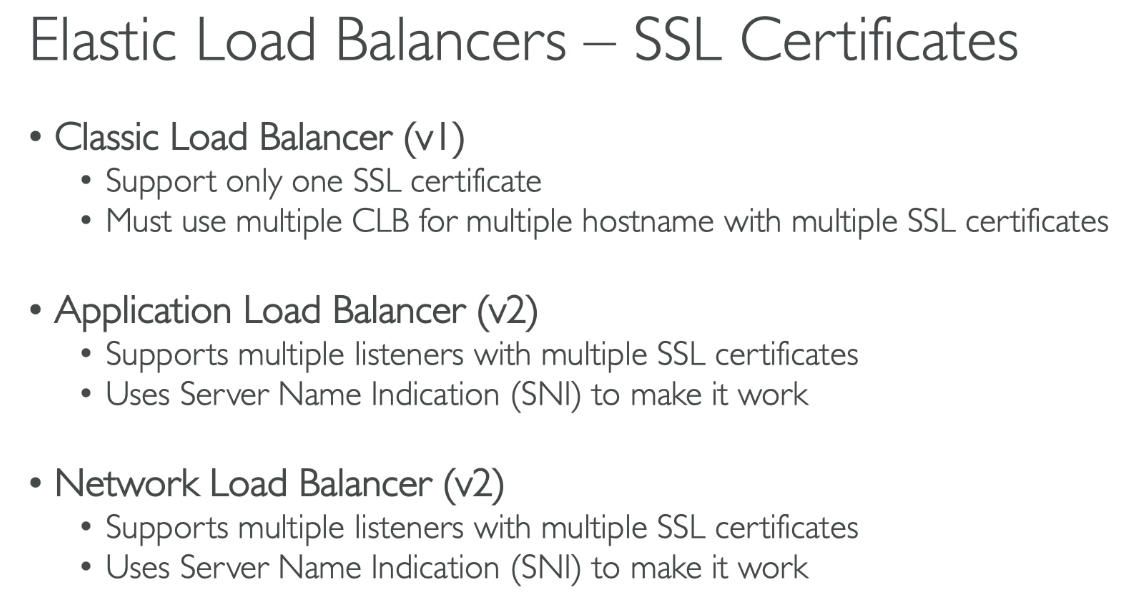 Elastic Load Balancers – SSL Certificates
• Classic Load Balancer (v1)
• Support only one SSL certificate
• Must use multiple CLB for multiple hostname with multiple SSL certificates
• Application Load Balancer (v2)
• Supports multiple listeners with multiple SSL certificates
• Uses Server Name Indication (SNI) to make it work
• Network Load Balancer (v2)
• Supports multiple listeners with multiple SSL certificates
• Uses Server Name Indication (SNI) to make it work